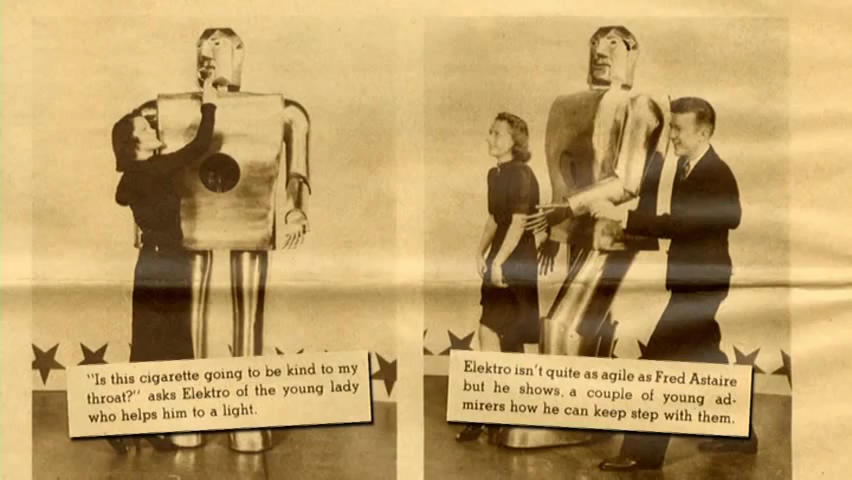 "Is this cigarette going to be kind to my
throat?" asks Elektro of the young lady
who helps him to a light.
Elektro isn't quite as agile as Fred Astaire
but he shows, a couple of young ad-
mirers how he can keep step with them.